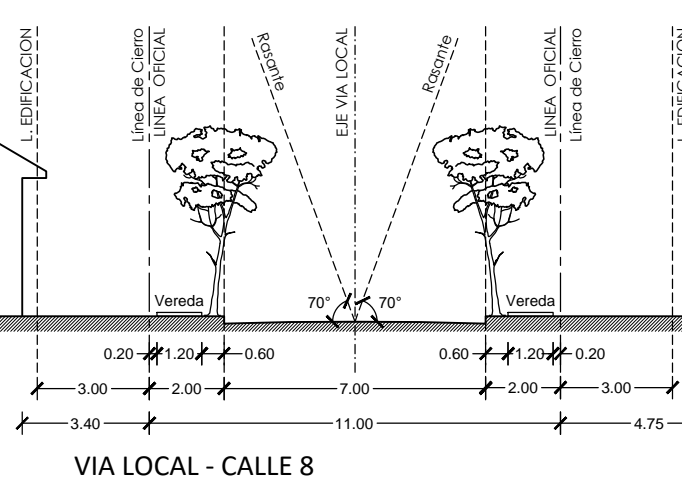 L. EDIFICACION
Línea de Cierro
LINEA OFICIAL
Rasante
EJE VIA LOCAL
Rasante
LINEA OFICIAL
Línea de Cierro
L. EDIFICACION
Vereda
70°
70°
Vereda
0.20
1.20
0.60
0.60
1.20
0.20
3.00
2.00
7.00
2.00
3.00
3.40
11.00
4.75
VIA LOCAL - CALLE 8